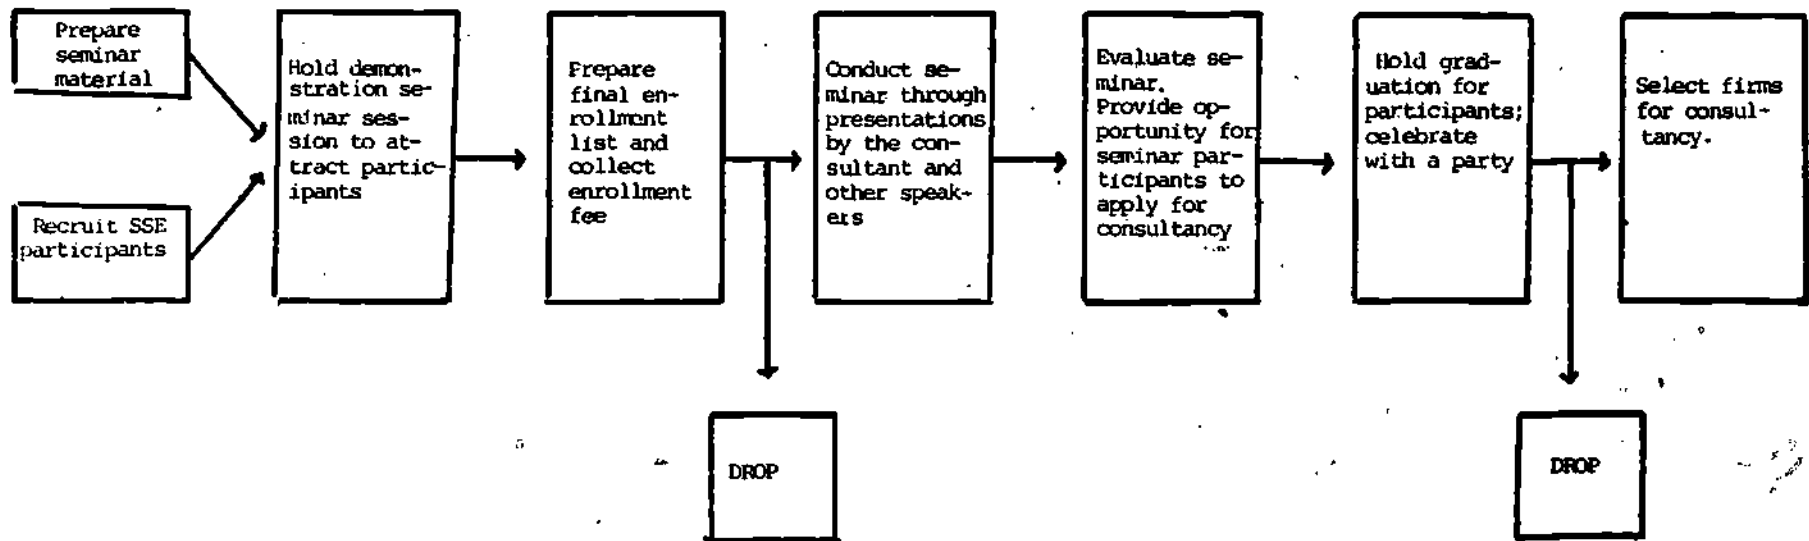 Prepare
seminar
material
Recruit SSE
participants
Hold demon-
stration se-
minar ses-
sion to at-
tract partic-
ipants
Prepare
final en-
rollment
list and
collect
enrollment
fee
Conduct se-
minar through
presentations
by the con-
sultant and
other speak-
ers
Evaluate se-
minar.
Provide op-
portunity for
seminar par-
ticipants to
apply for
consultancy
Hold grad-
uation for
participants;
celebrate
with a party
Select firms
for consul-
tancy.
DROP
DROP